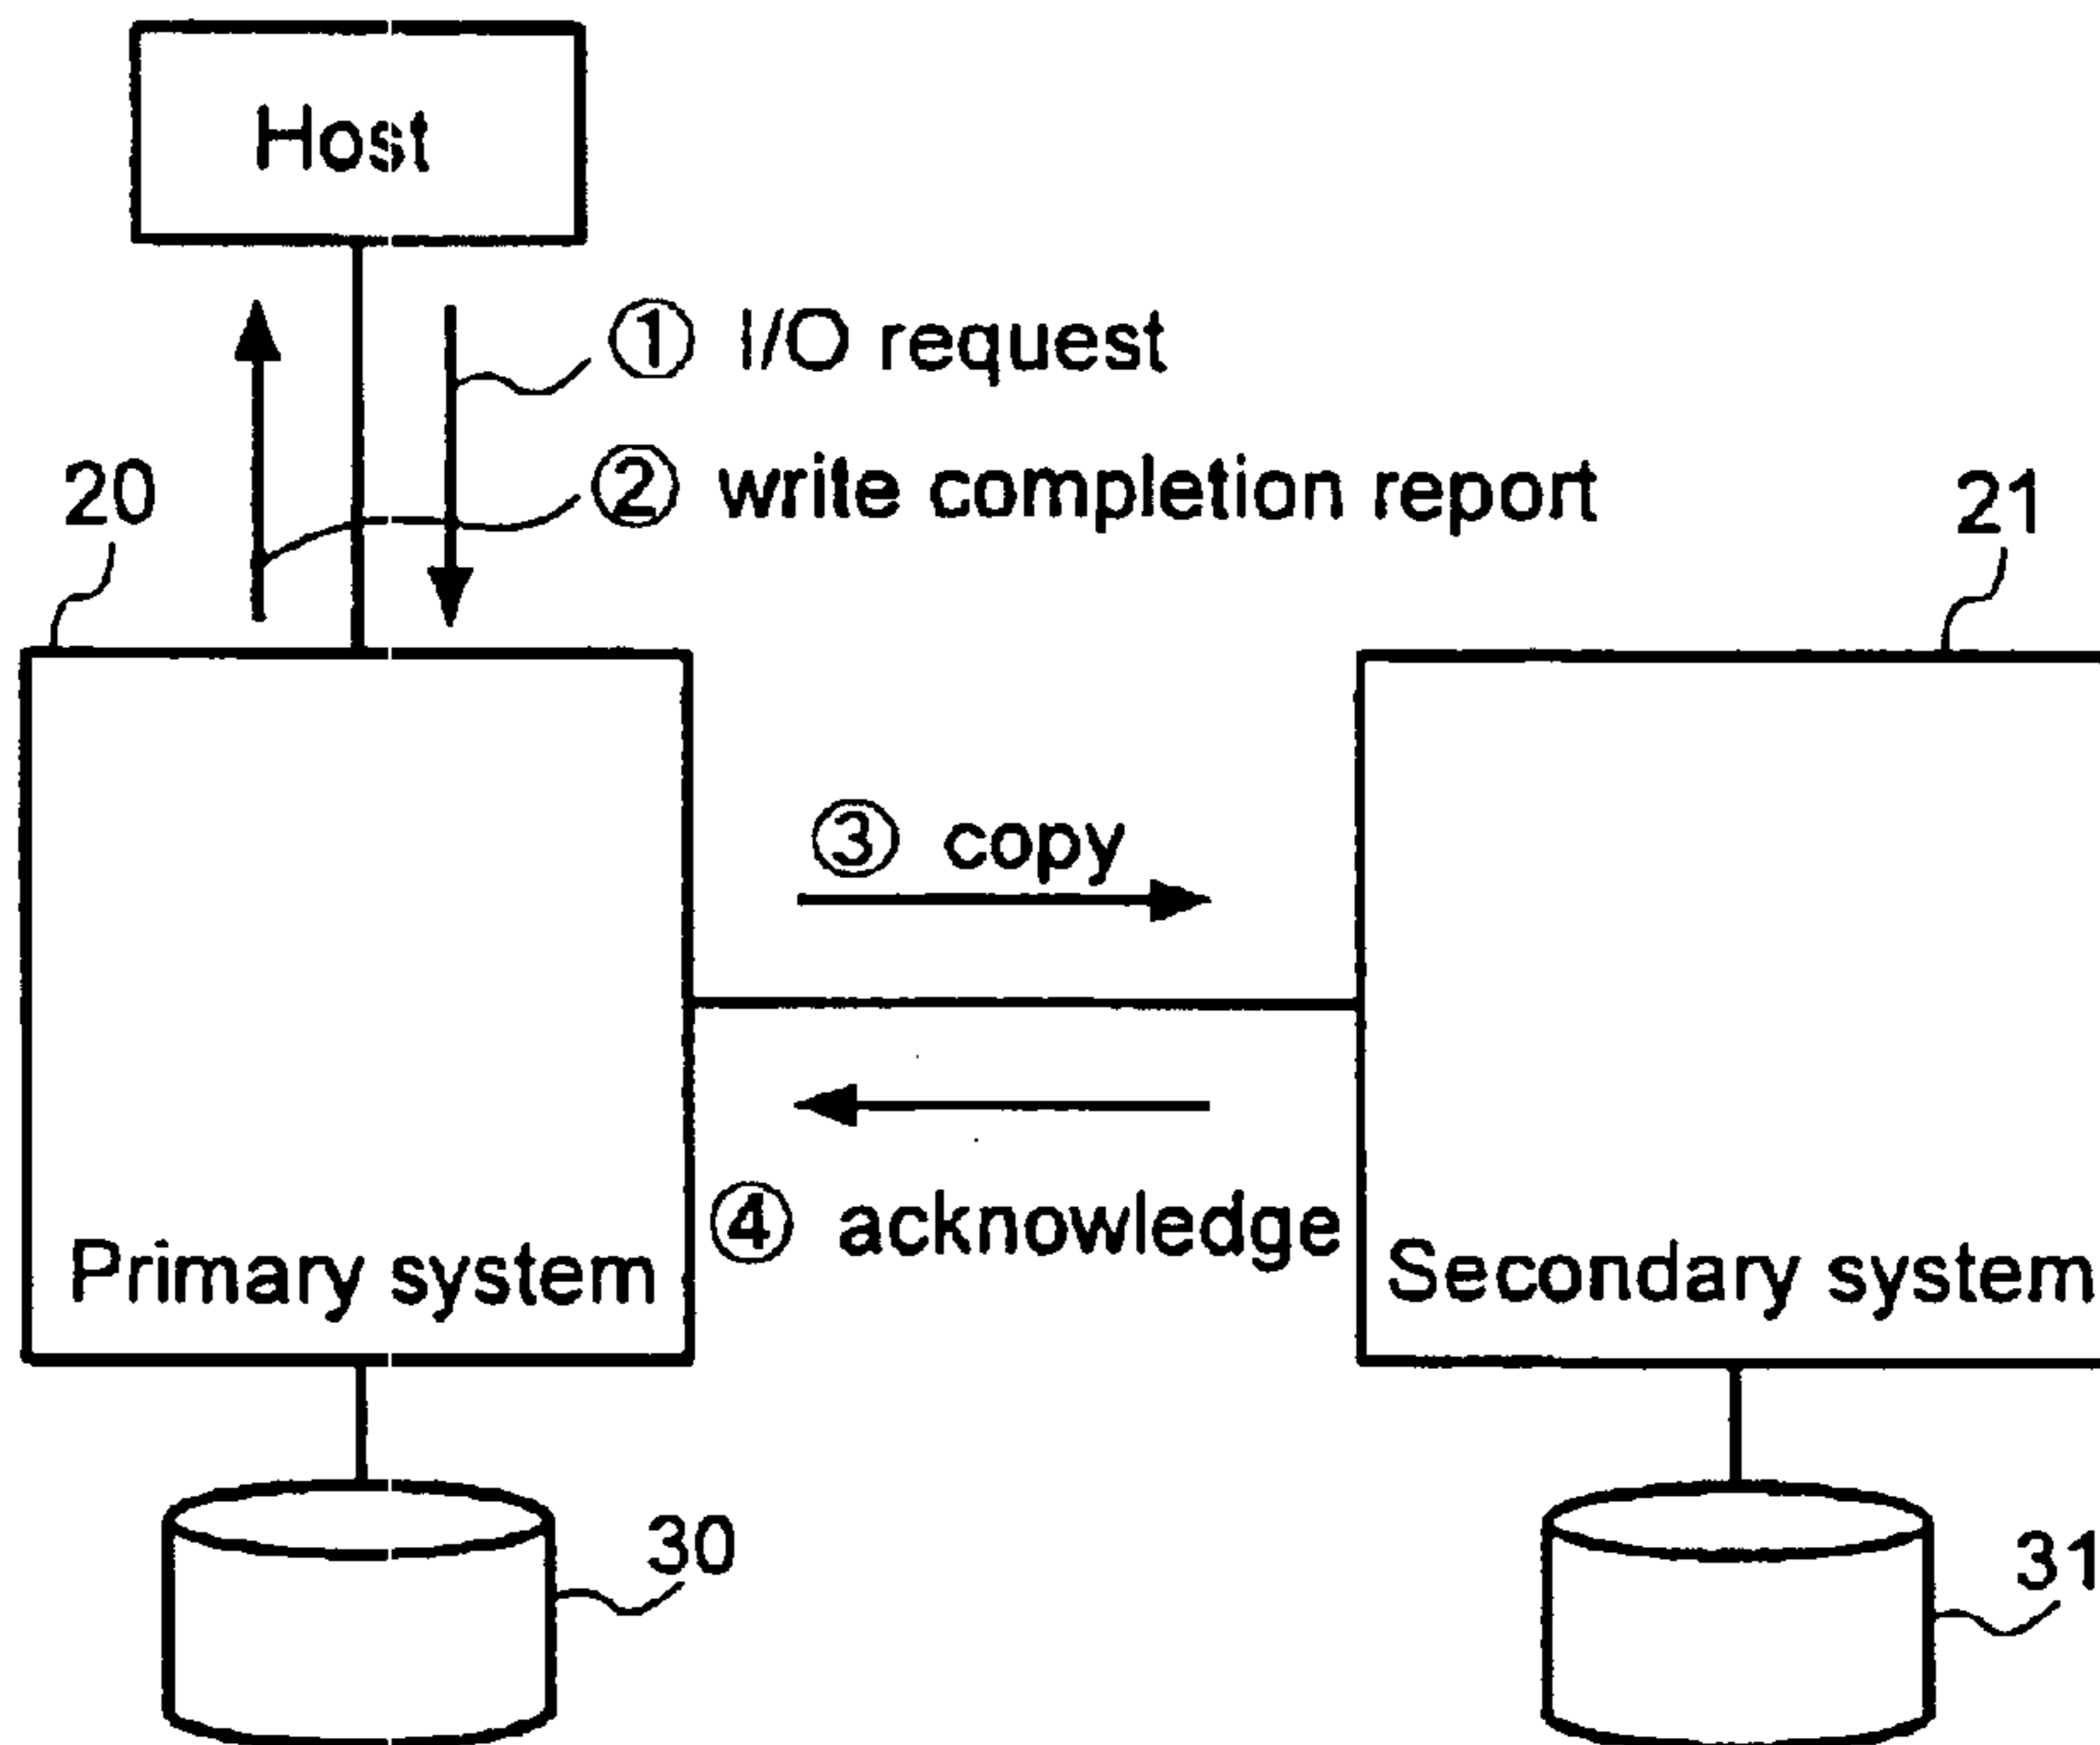 Host
① I/O request
② write completion report
20
21
③ copy
④ acknowledge
Primary system
Secondary system
30
31